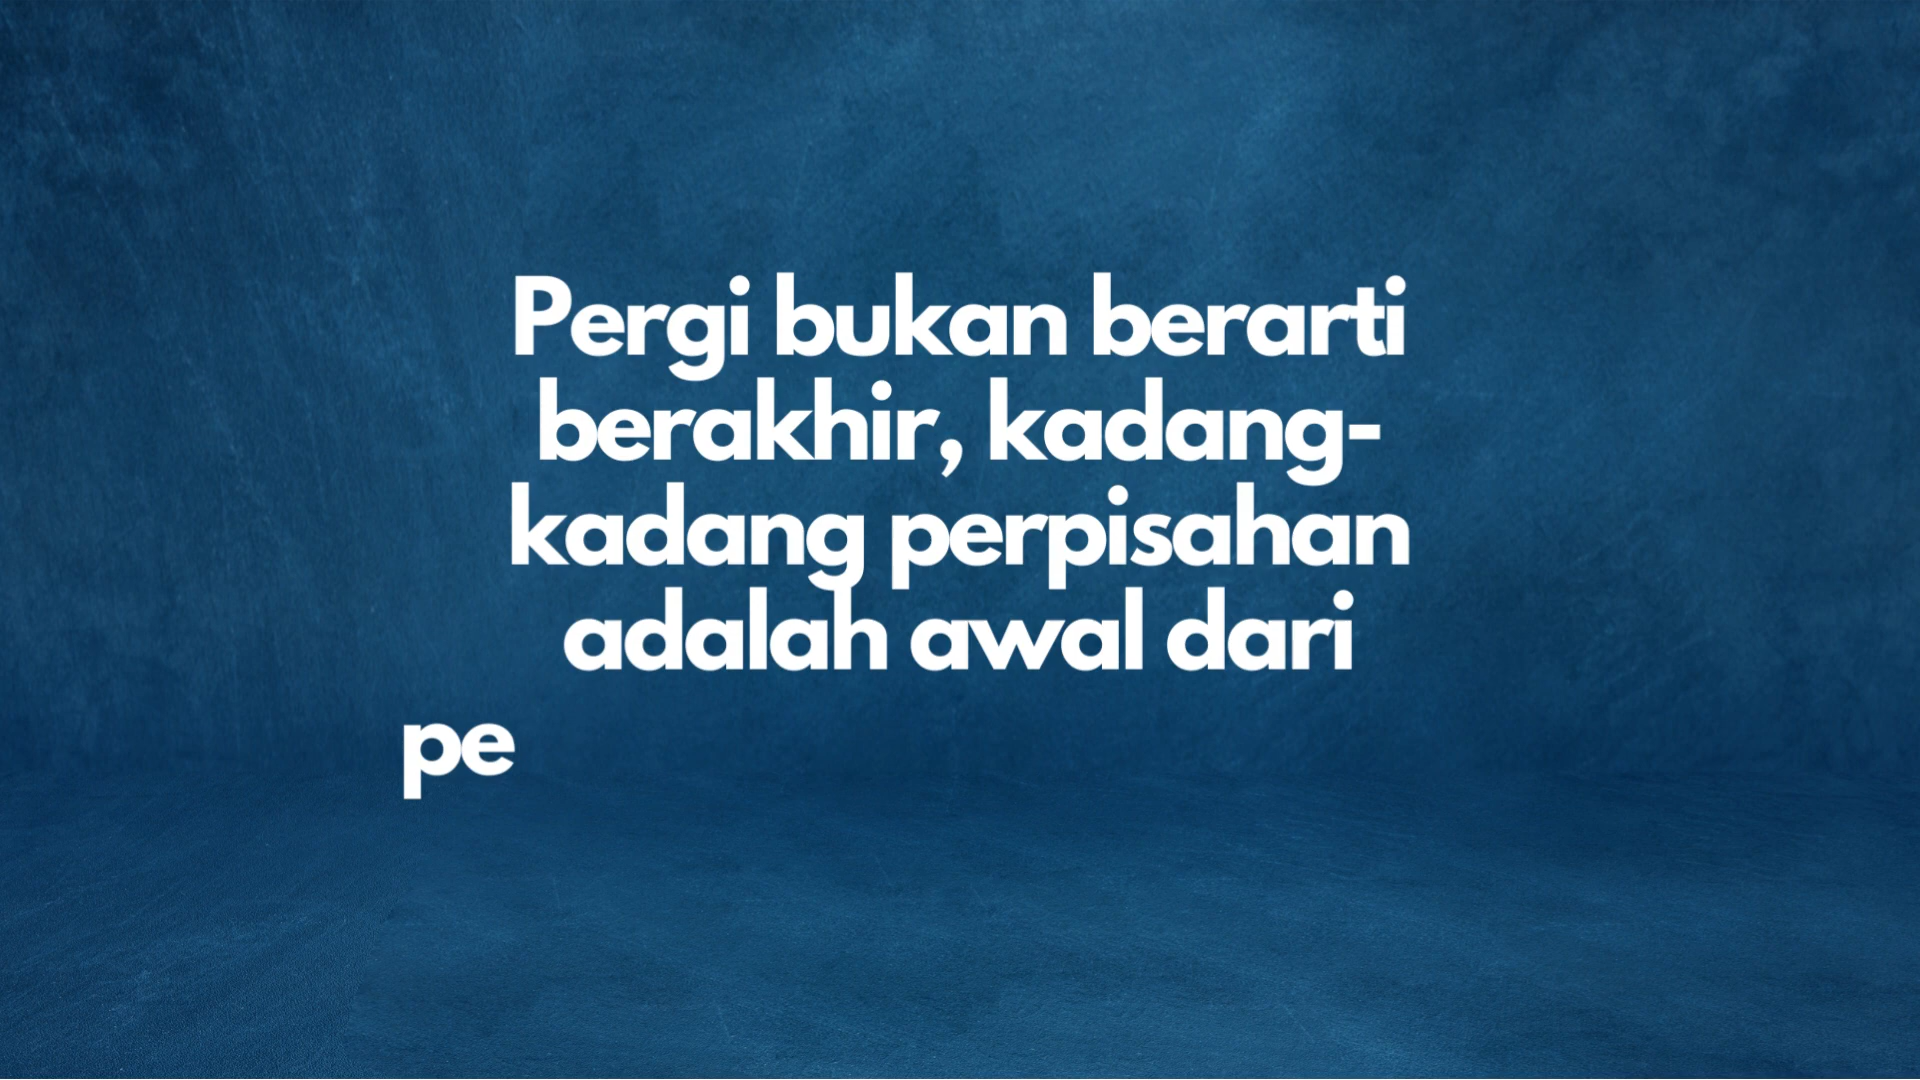 Pergi bukan berarti
berakhir, kadang-
kadang perpisahan
adalah awal dari
pe